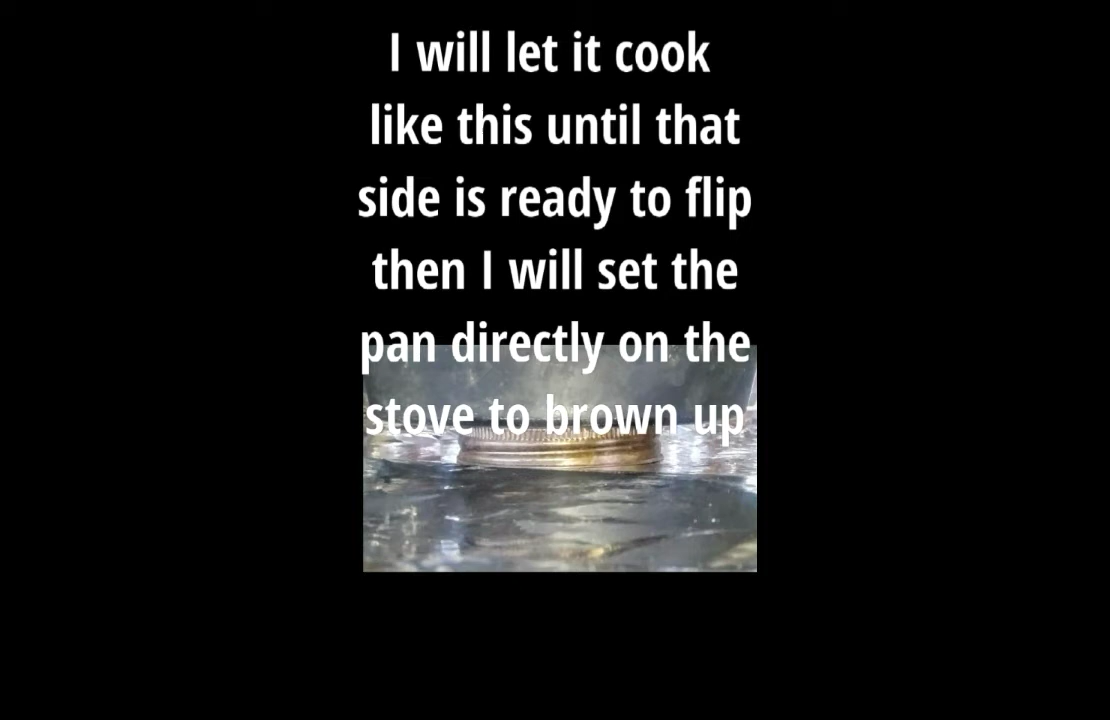 I will let it cook
like this until that
side is ready to flip
then I will set the
pan directly on the
stove to brown up